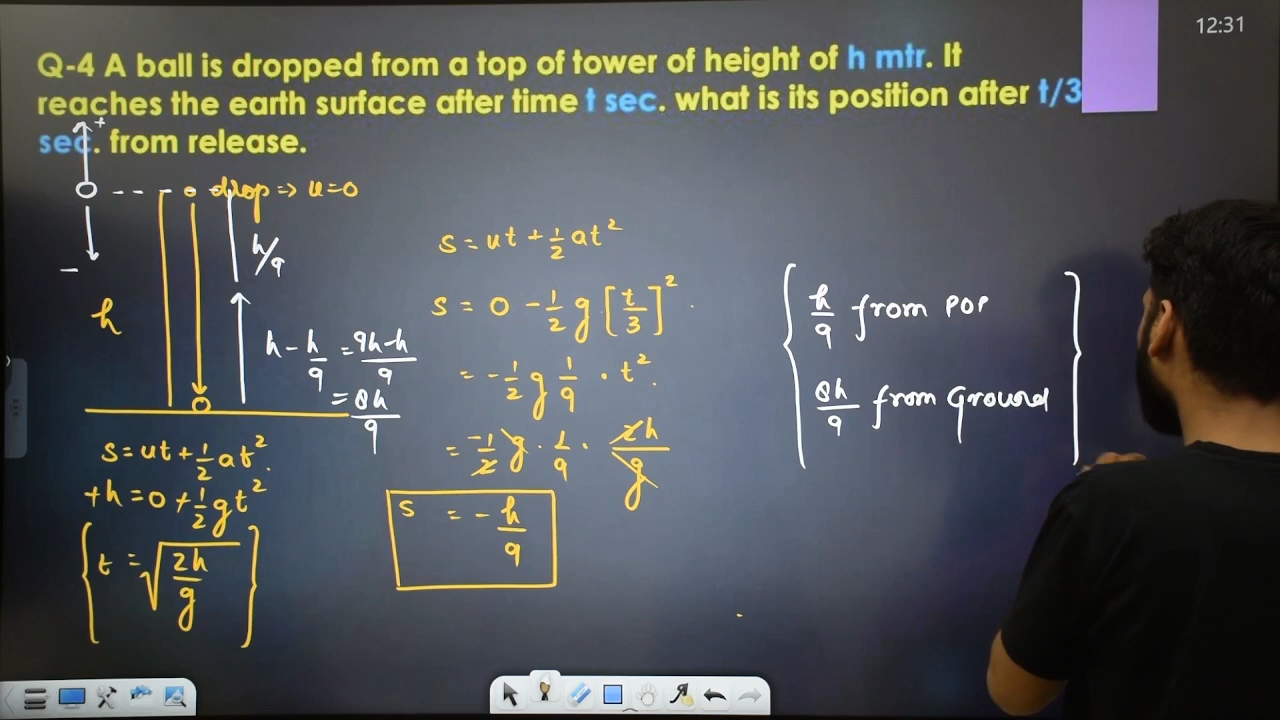 12:31
Q-4 A ball is dropped from a top of tower of height of h mtr. It
reaches the earth surface after time t sec. what is its position after t/3
sec. from release.
+
drop => u=0
-
h/9
h
h - h/9 = 9h-h/9
= 8h/9
s = ut + 1/2 at²
+h = 0 + 1/2 gt²
t = √2h/g
s = ut + 1/2 at²
s = 0 - 1/2 g [t/3]²
= -1/2 g 1/9 · t²
= -1/2 g · 1/9 · 2h/g
s = - h/9
h/9 from POP
8h/9 from Ground